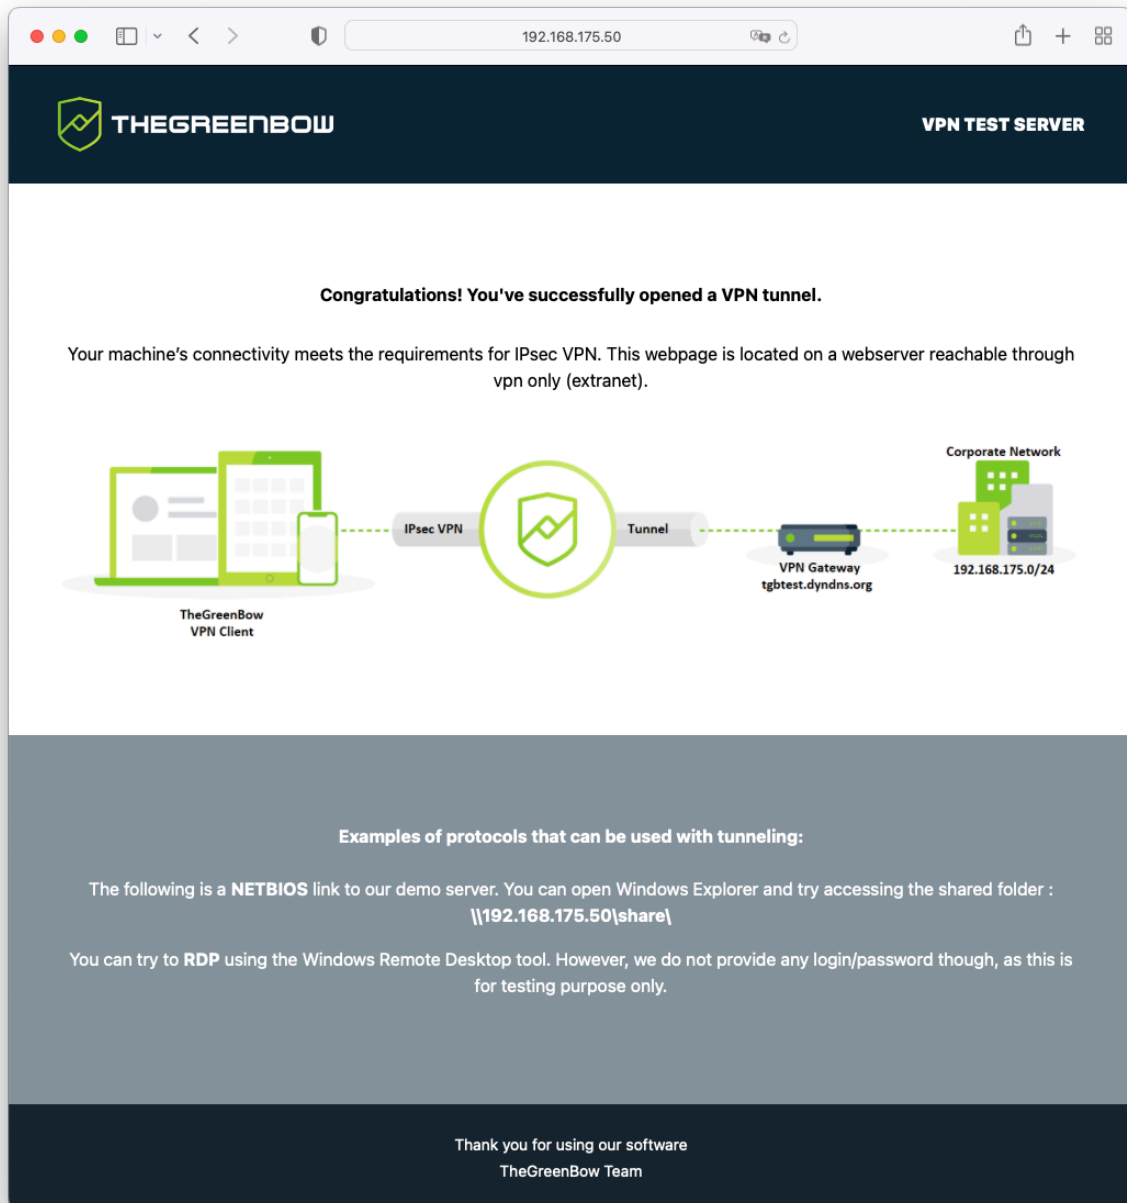 192.168.175.50
THEGREENBOW
VPN TEST SERVER
Congratulations! You've successfully opened a VPN tunnel.
Your machine’s connectivity meets the requirements for IPsec VPN. This webpage is located on a webserver reachable through
vpn only (extranet).
Corporate Network
IPsec VPN
Tunnel
VPN Gateway
tgbtest.dyndns.org
192.168.175.0/24
TheGreenBow
VPN Client
Examples of protocols that can be used with tunneling:
The following is a NETBIOS link to our demo server. You can open Windows Explorer and try accessing the shared folder :
\\192.168.175.50\share\
You can try to RDP using the Windows Remote Desktop tool. However, we do not provide any login/password though, as this is
for testing purpose only.
Thank you for using our software
TheGreenBow Team